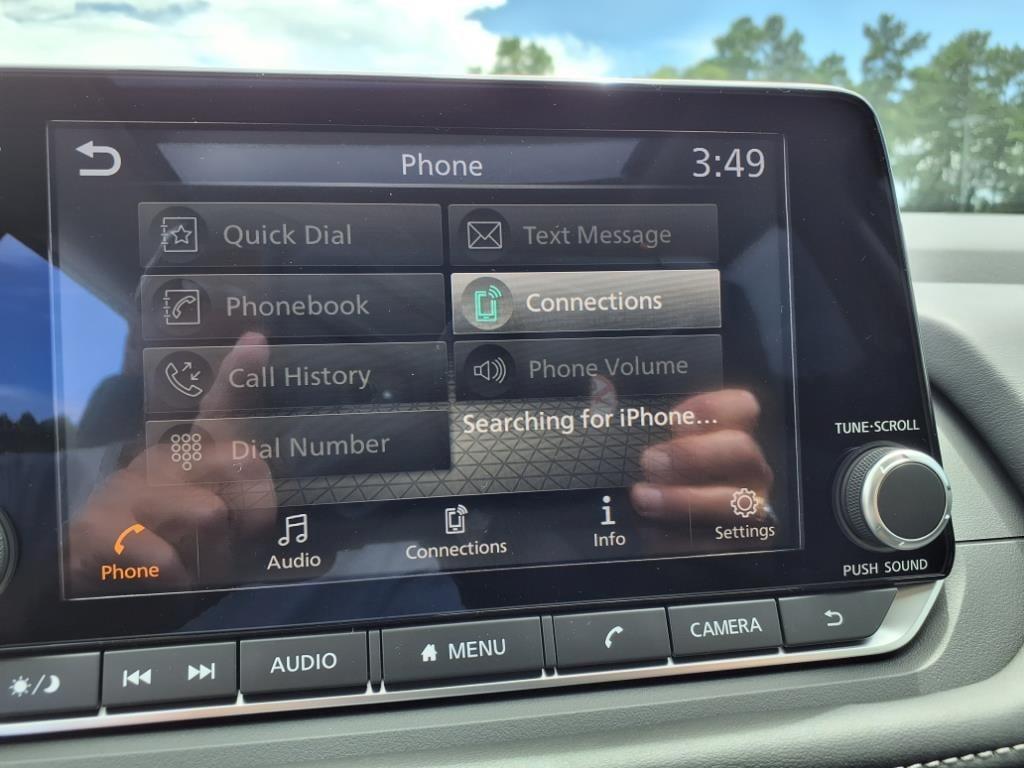 Phone
3:49
Quick Dial
Text Message
Phonebook
Connections
Call History
Phone Volume
Searching for iPhone...
Dial Number
TUNE·SCROLL
Phone
Audio
Connections
Info
Settings
PUSH SOUND
AUDIO
MENU
CAMERA